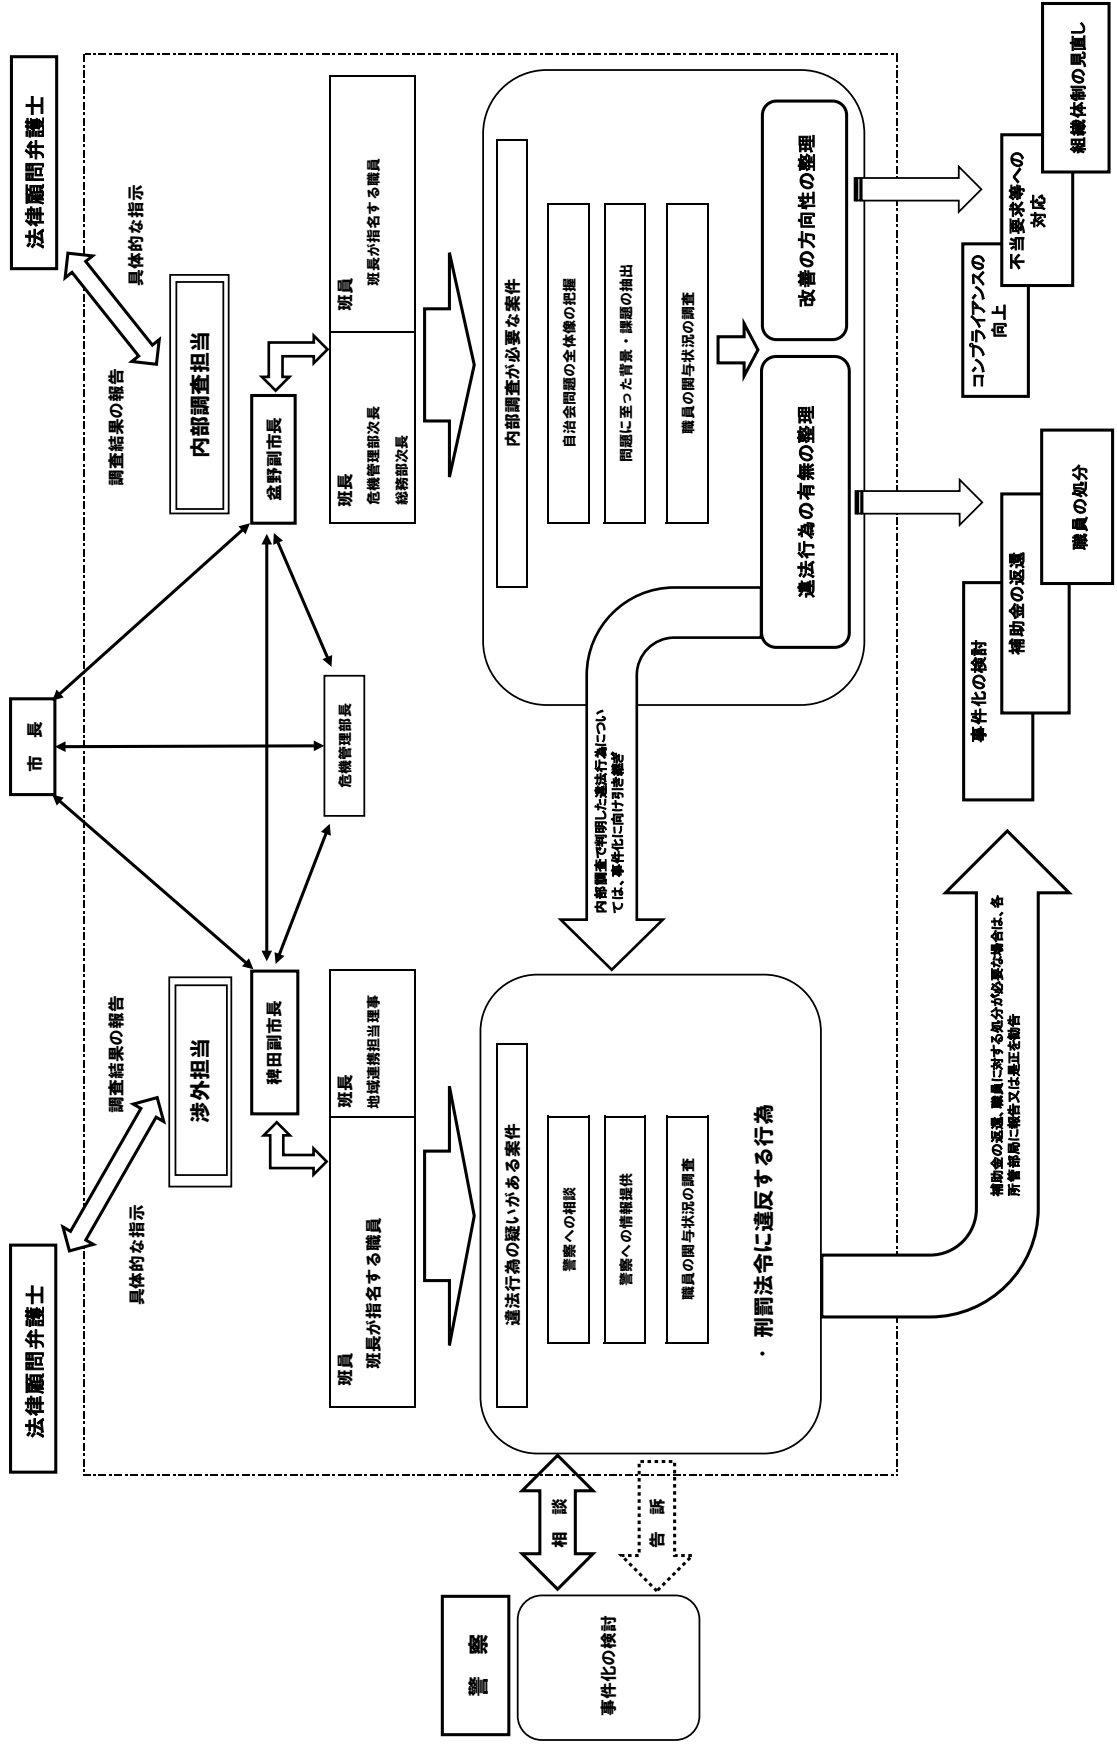 市　長
法律顧問弁護士
具体的な指示
調査結果の報告
渉外担当
稗田副市長
班員
班長が指名する職員
班長
地域連携担当理事
危機管理部長
法律顧問弁護士
調査結果の報告
具体的な指示
内部調査担当
盆野副市長
班長
危機管理部次長
総務部次長
班員
班長が指名する職員
警　察
事件化の検討
相　談
告　訴
違法行為の疑いがある案件
警察への相談
警察への情報提供
職員の関与状況の調査
・ 刑罰法令に違反する行為
内部調査で判明した違法行為につい
ては、事件化に向け引き継ぎ
内部調査が必要な案件
自治会問題の全体像の把握
問題に至った背景・課題の抽出
職員の関与状況の調査
違法行為の有無の整理
改善の方向性の整理
補助金の返還、職員に対する処分が必要な場合は、各
所管部局に報告又は是正を勧告
事件化の検討
補助金の返還
職員の処分
コンプライアンスの
向上
不当要求等への
対応
組織体制の見直し